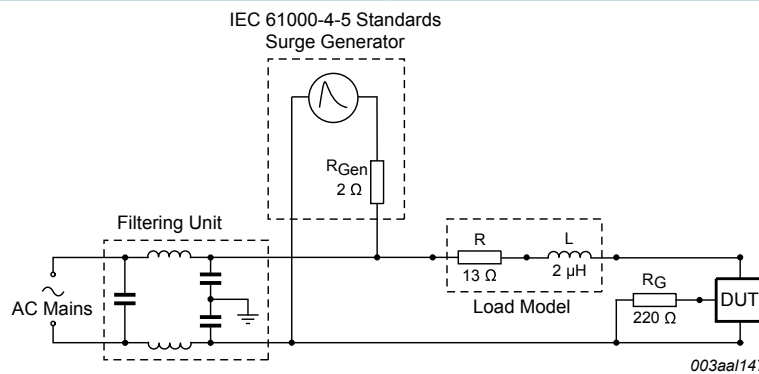 IEC 61000-4-5 Standards
Surge Generator
RGen
2 Ω
Filtering Unit
R
L
13 Ω
2 μH
Load Model
RG
220 Ω
DUT
AC Mains
003aal147